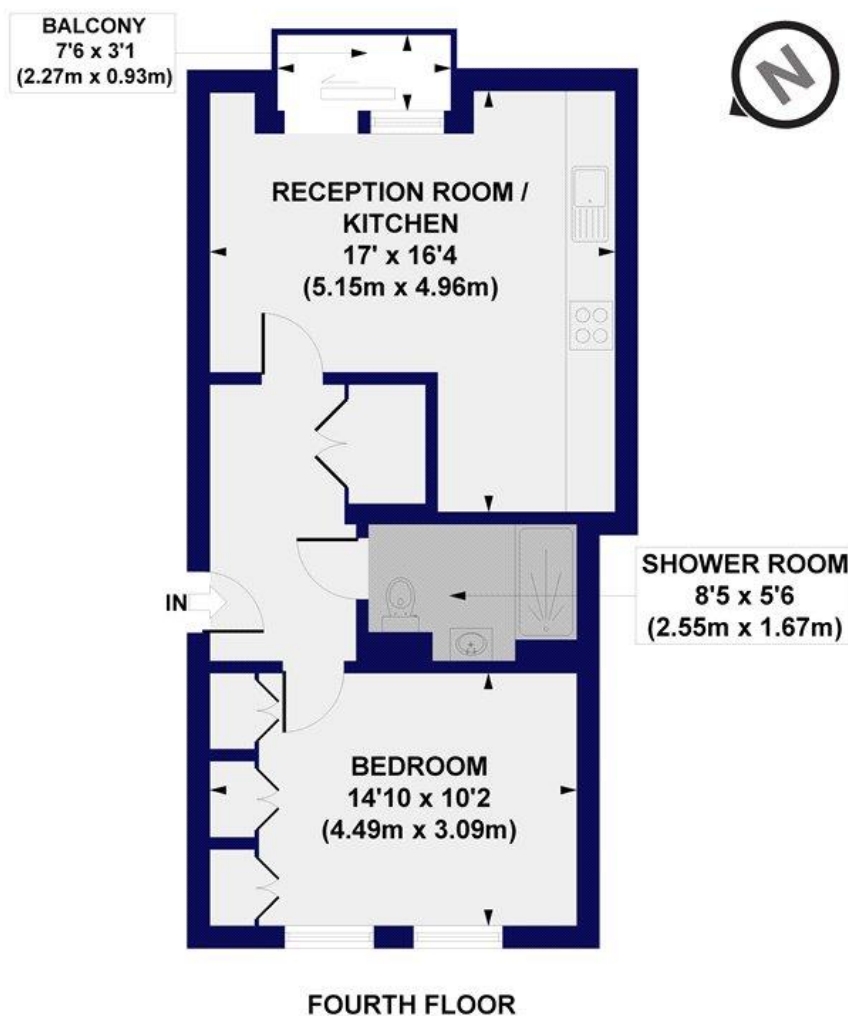 BALCONY
7'6 x 3'1
(2.27m x 0.93m)
N
RECEPTION ROOM /
KITCHEN
17' x 16'4
(5.15m x 4.96m)
IN
SHOWER ROOM
8'5 x 5'6
(2.55m x 1.67m)
BEDROOM
14'10 x 10'2
(4.49m x 3.09m)
FOURTH FLOOR